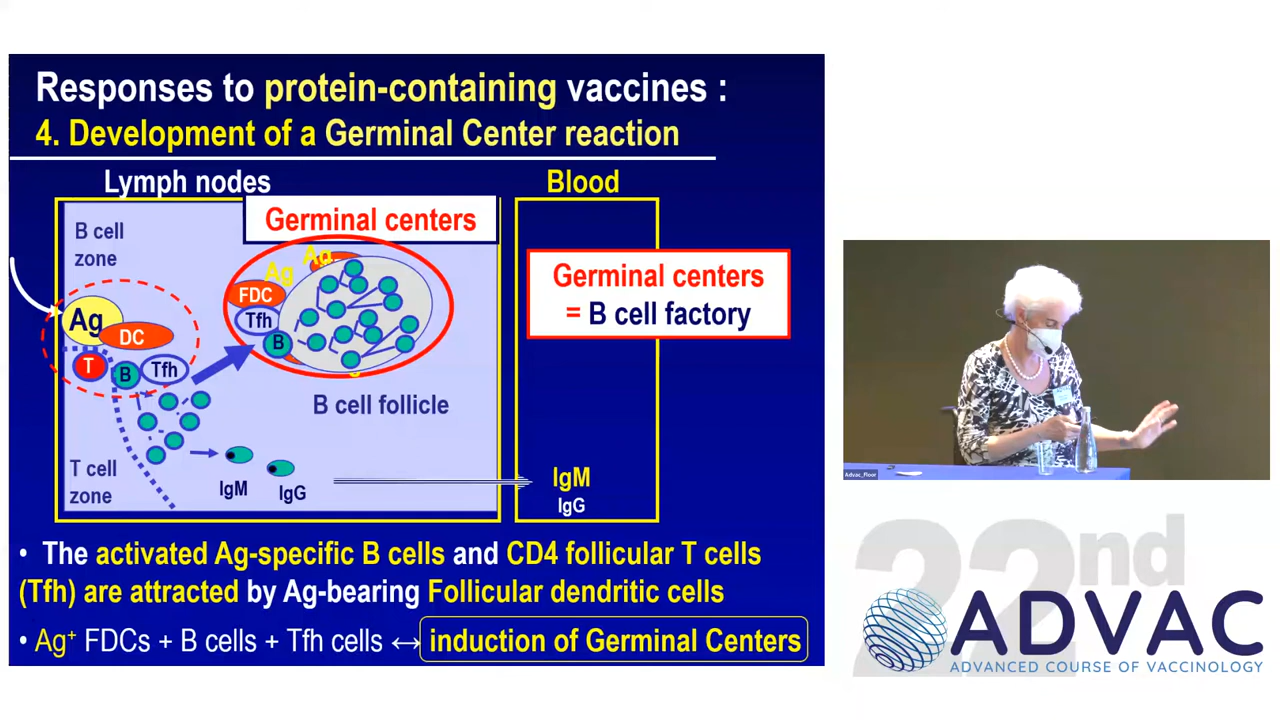 Responses to protein-containing vaccines :
4. Development of a Germinal Center reaction
Lymph nodes
Blood
B cell
zone
Germinal centers
Ag
Ag
FDC
Tfh
B
Ag
DC
T
B
Tfh
B cell follicle
T cell
zone
IgM
IgG
Germinal centers
= B cell factory
IgM
IgG
• The activated Ag-specific B cells and CD4 follicular T cells
(Tfh) are attracted by Ag-bearing Follicular dendritic cells
• Ag+ FDCs + B cells + Tfh cells ↔ induction of Germinal Centers
Advac_Floor
22nd
ADVAC
ADVANCED COURSE OF VACCINOLOGY